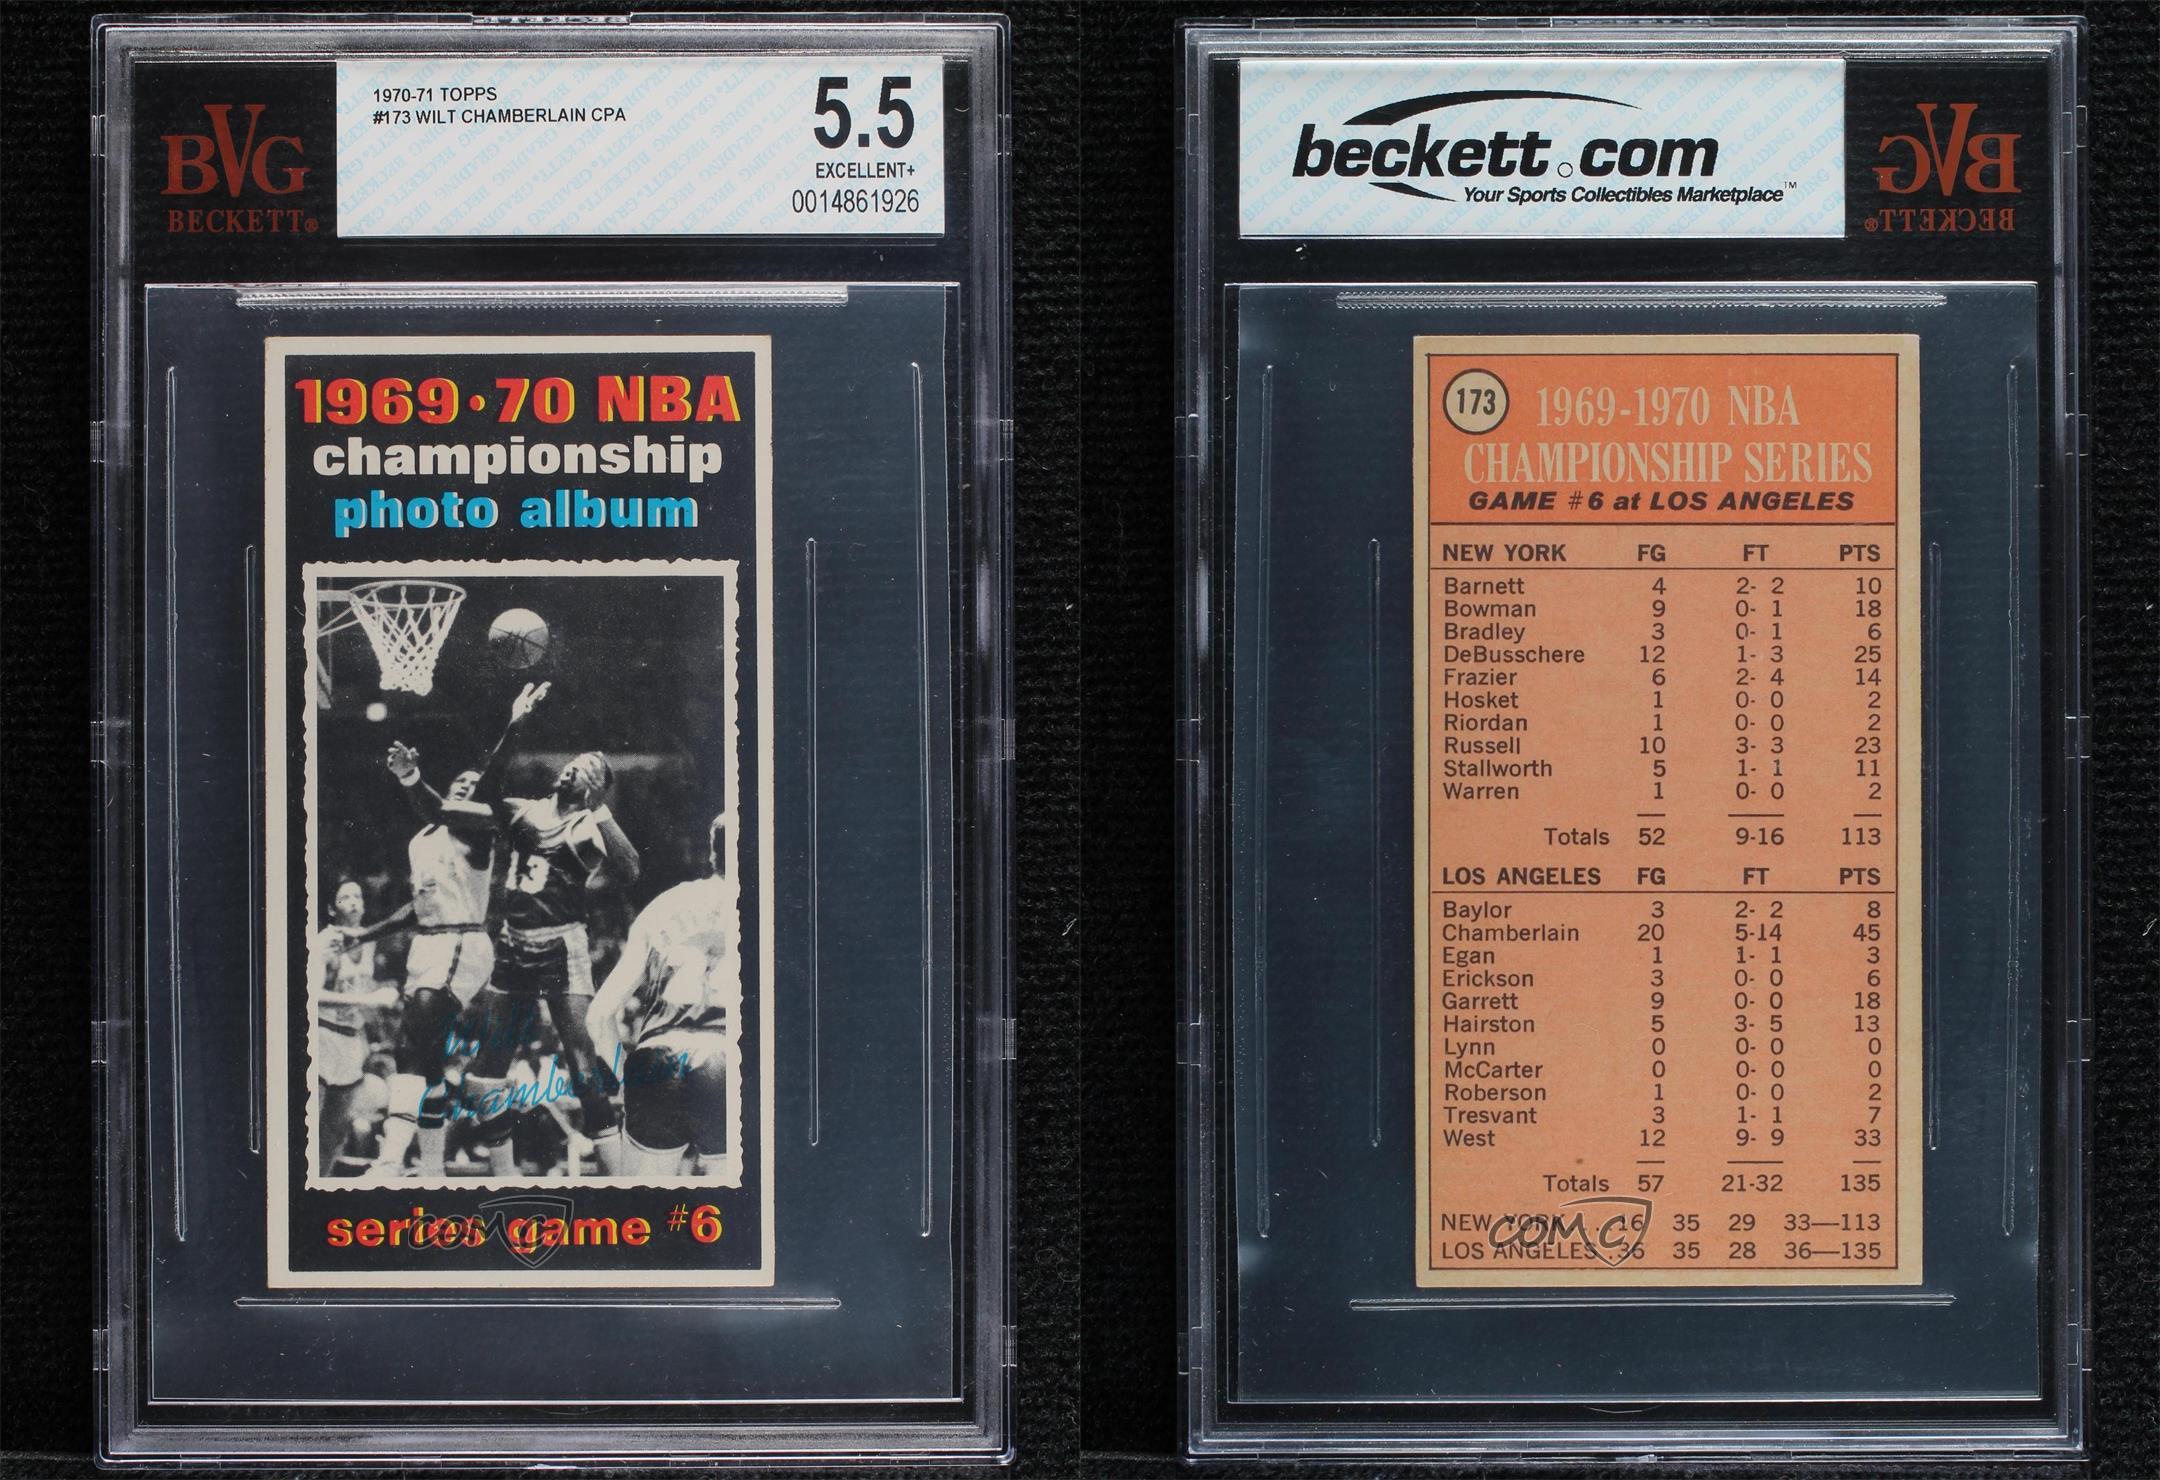 BVG
BECKETT®
1970-71 TOPPS
#173 WILT CHAMBERLAIN CPA
5.5
EXCELLENT+
0014861926
1969·70 NBA
championship
photo album
13
Wilt
Chamberlain
series game #6
COMC
beckett.com
Your Sports Collectibles Marketplace™
BVG
BECKETT®
173
1969-1970 NBA
CHAMPIONSHIP SERIES
GAME #6 at LOS ANGELES
NEW YORK FG FT PTS
Barnett 4 2- 2 10
Bowman 9 0- 1 18
Bradley 3 0- 1 6
DeBusschere 12 1- 3 25
Frazier 6 2- 4 14
Hosket 1 0- 0 2
Riordan 1 0- 0 2
Russell 10 3- 3 23
Stallworth 5 1- 1 11
Warren 1 0- 0 2
Totals 52 9-16 113
LOS ANGELES FG FT PTS
Baylor 3 2- 2 8
Chamberlain 20 5-14 45
Egan 1 1- 1 3
Erickson 3 0- 0 6
Garrett 9 0- 0 18
Hairston 5 3- 5 13
Lynn 0 0- 0 0
McCarter 0 0- 0 0
Roberson 1 0- 0 2
Tresvant 3 1- 1 7
West 12 9- 9 33
Totals 57 21-32 135
NEW YORK . . .16 35 29 33—113
LOS ANGELES .36 35 28 36—135
COMC